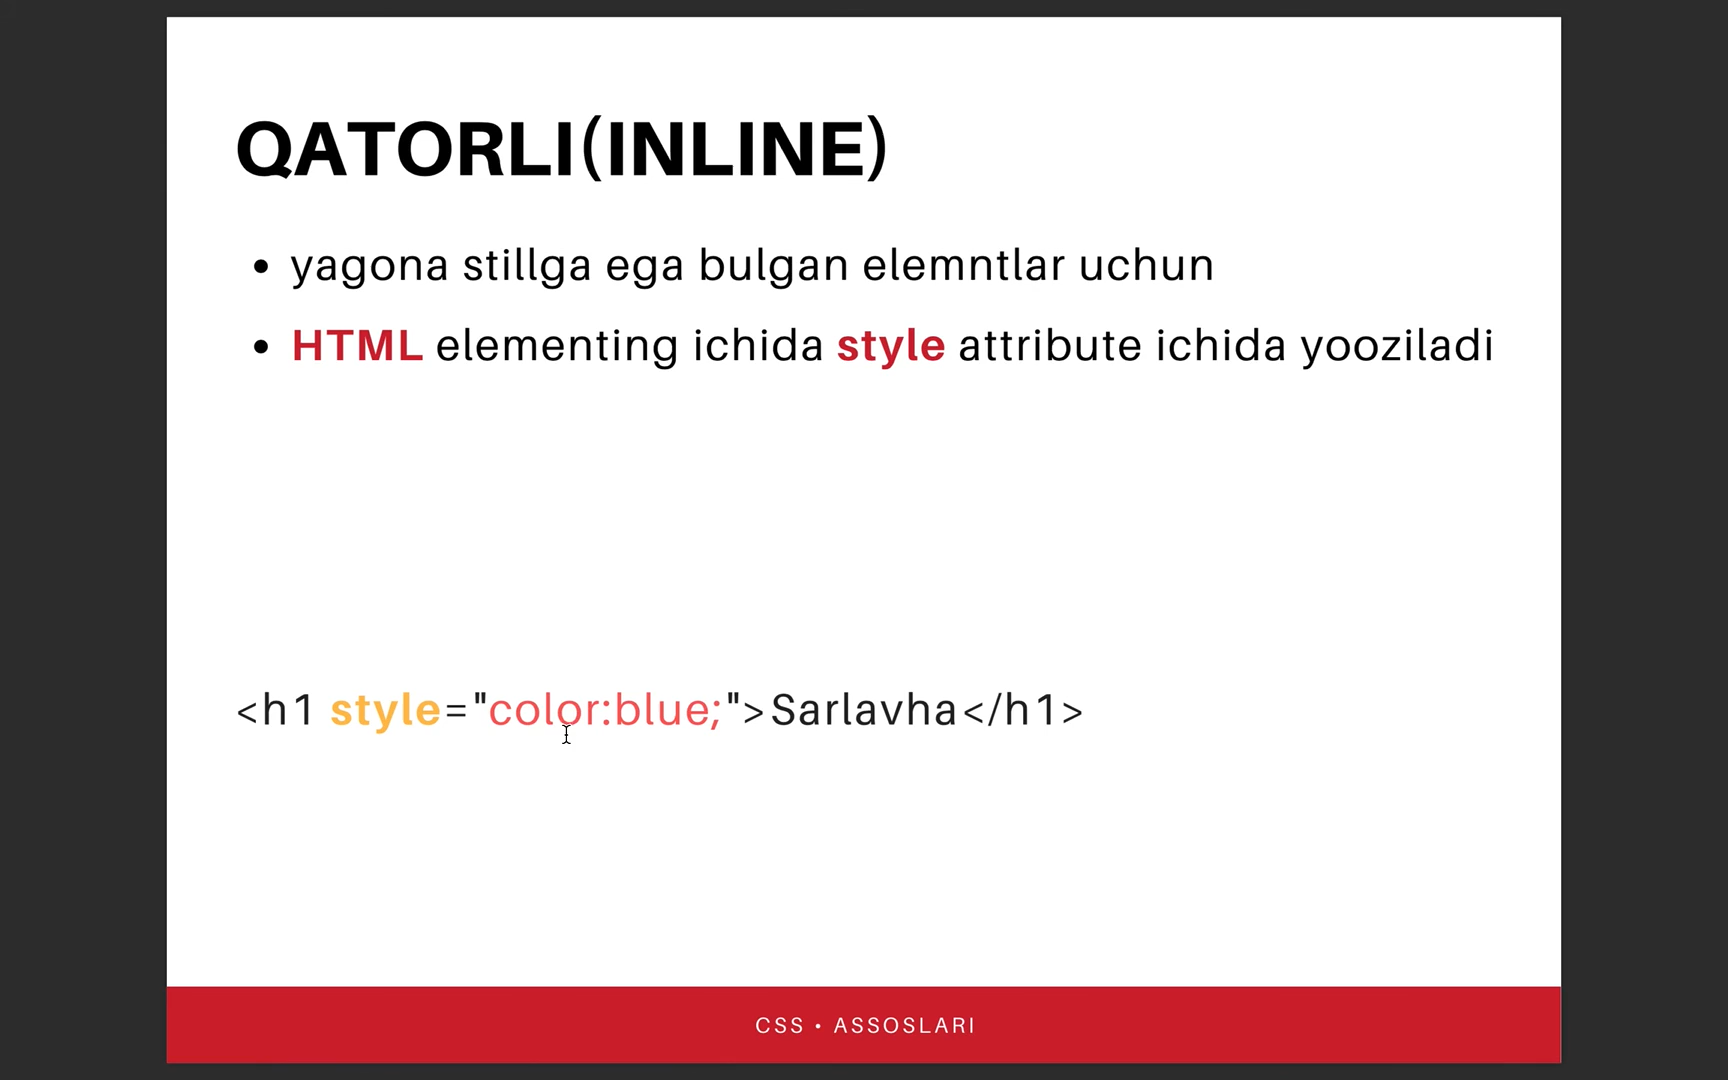 QATORLI(INLINE)
• yagona stillga ega bulgan elemntlar uchun
• HTML elementing ichida style attribute ichida yooziladi
<h1 style="color:blue;">Sarlavha</h1>
CSS • ASSOSLARI